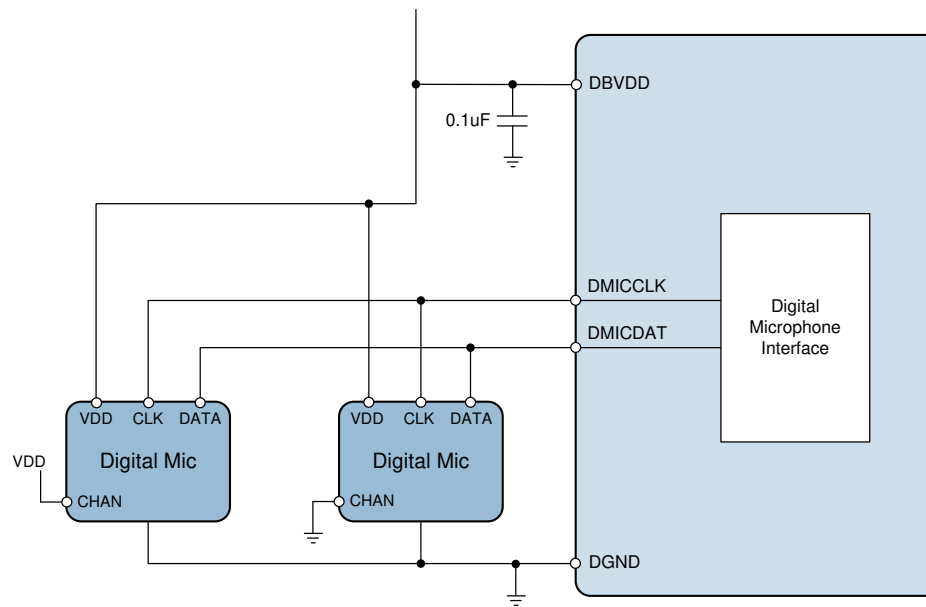 DBVDD
0.1uF
DMICCLK
Digital
Microphone
Interface
DMICDAT
VDD CLK DATA
Digital Mic
VDD
CHAN
VDD CLK DATA
Digital Mic
CHAN
DGND